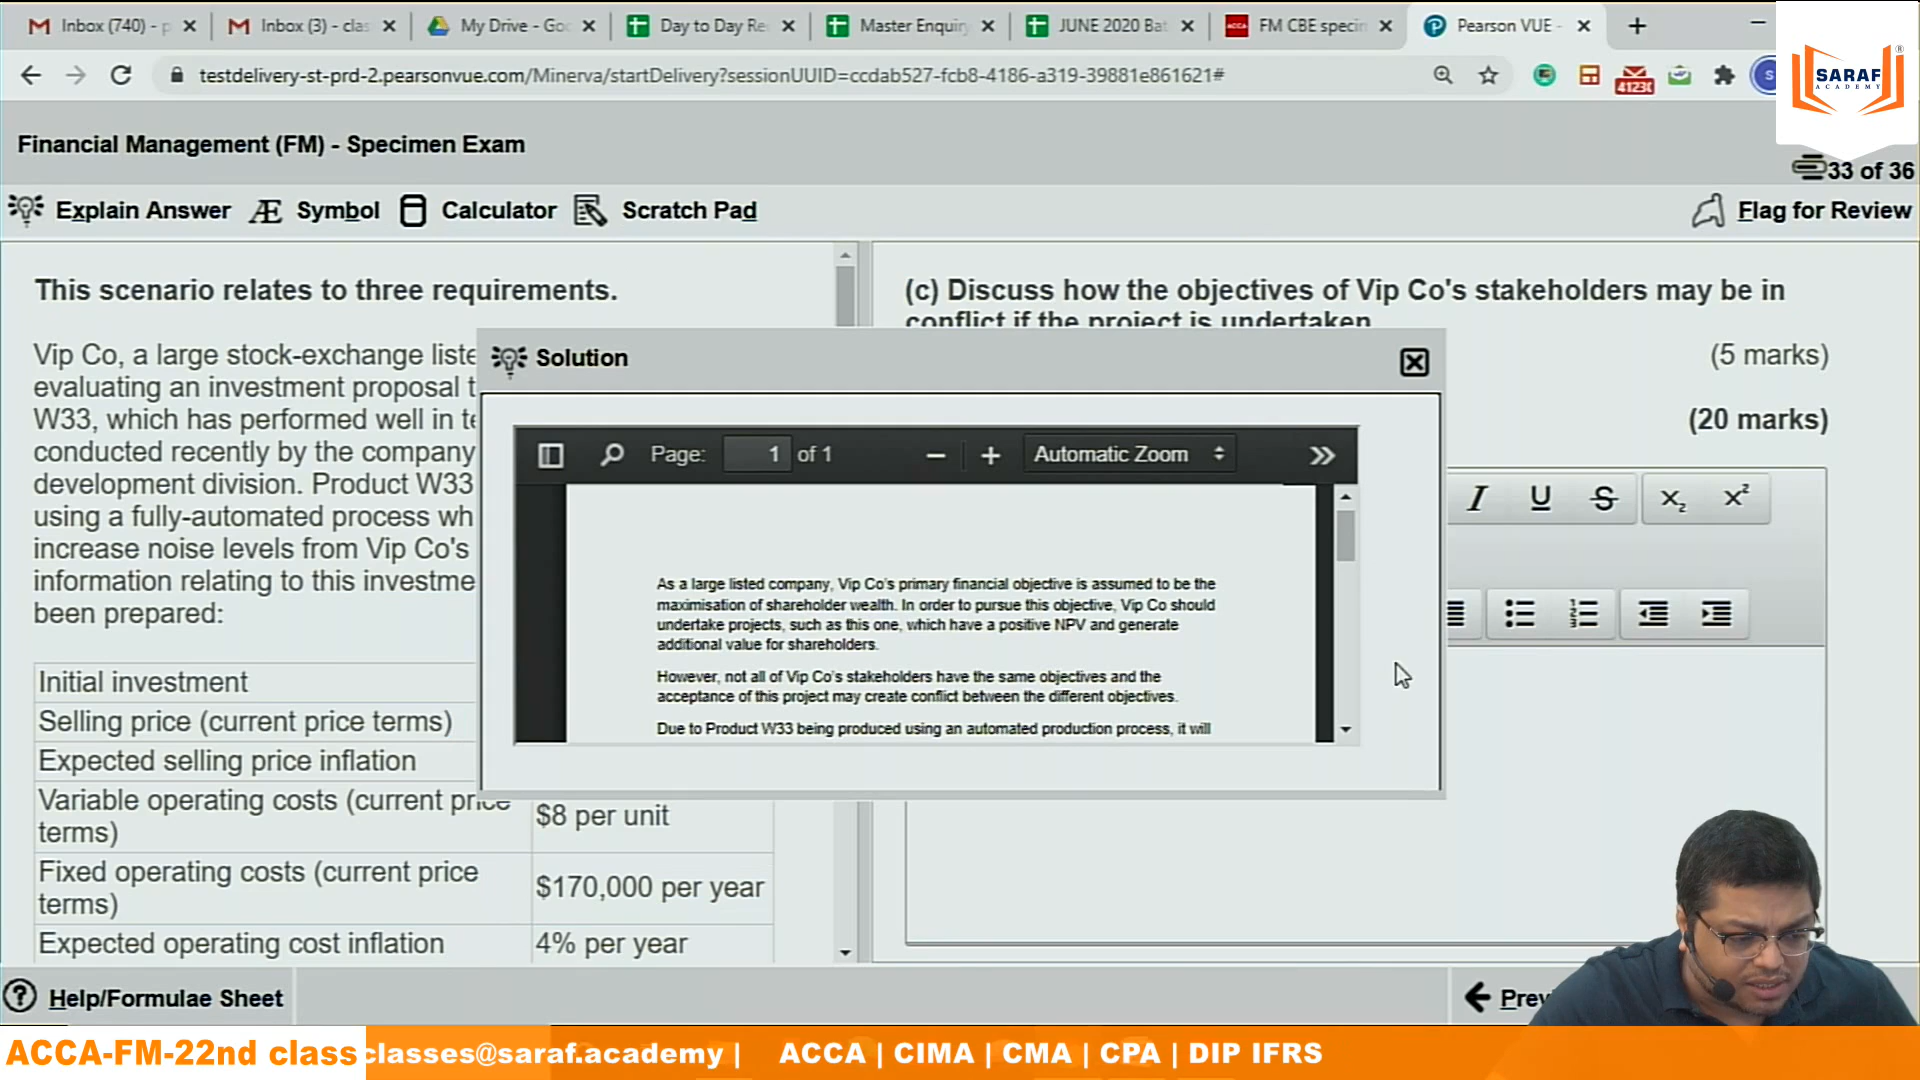 Inbox (740) - p
Inbox (3) - clas
My Drive - Goo
Day to Day Re
Master Enquiry
JUNE 2020 Bat
FM CBE specim
Pearson VUE -
testdelivery-st-prd-2.pearsonvue.com/Minerva/startDelivery?sessionUUID=ccdab527-fcb8-4186-a319-39881e861621#
SARAF
ACADEMY
Financial Management (FM) - Specimen Exam
33 of 36
Explain Answer
Symbol
Calculator
Scratch Pad
Flag for Review
This scenario relates to three requirements.
Vip Co, a large stock-exchange liste
evaluating an investment proposal t
W33, which has performed well in te
conducted recently by the company
development division. Product W33
using a fully-automated process wh
increase noise levels from Vip Co's
information relating to this investme
been prepared:
Initial investment
Selling price (current price terms)
Expected selling price inflation
Variable operating costs (current price
terms)
$8 per unit
Fixed operating costs (current price
terms)
$170,000 per year
Expected operating cost inflation
4% per year
(c) Discuss how the objectives of Vip Co's stakeholders may be in
conflict if the project is undertaken
(5 marks)
(20 marks)
Solution
Page: 1 of 1
Automatic Zoom
As a large listed company, Vip Co's primary financial objective is assumed to be the
maximisation of shareholder wealth. In order to pursue this objective, Vip Co should
undertake projects, such as this one, which have a positive NPV and generate
additional value for shareholders.
However, not all of Vip Co's stakeholders have the same objectives and the
acceptance of this project may create conflict between the different objectives.
Due to Product W33 being produced using an automated production process, it will
Help/Formulae Sheet
Prev
ACCA-FM-22nd class
classes@saraf.academy | ACCA | CIMA | CMA | CPA | DIP IFRS